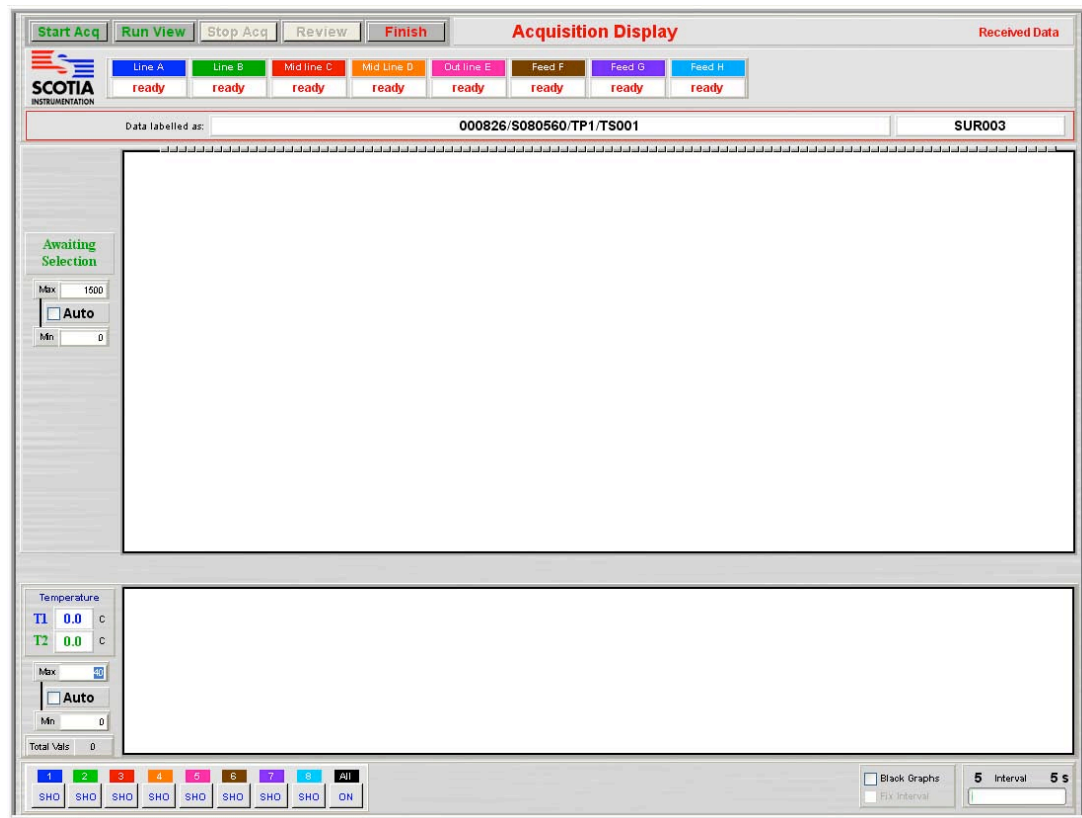 Start Acq Run View Stop Acq Review Finish Acquisition Display Received Data
SCOTIA
INSTRUMENTATION
Line A Line B Mid line C Mid Line D Out line E Feed F Feed G Feed H
ready ready ready ready ready ready ready ready
Data labelled as: 000826/S080560/TP1/TS001 SUR003
Awaiting
Selection
Max 1500
Auto
Min 0
Temperature
T1 0.0 C
T2 0.0 C
Max 40
Auto
Min 0
Total Vals 0
1 2 3 4 5 6 7 8 All
SHO SHO SHO SHO SHO SHO SHO SHO ON
Black Graphs
Fix Interval
5 Interval 5 s